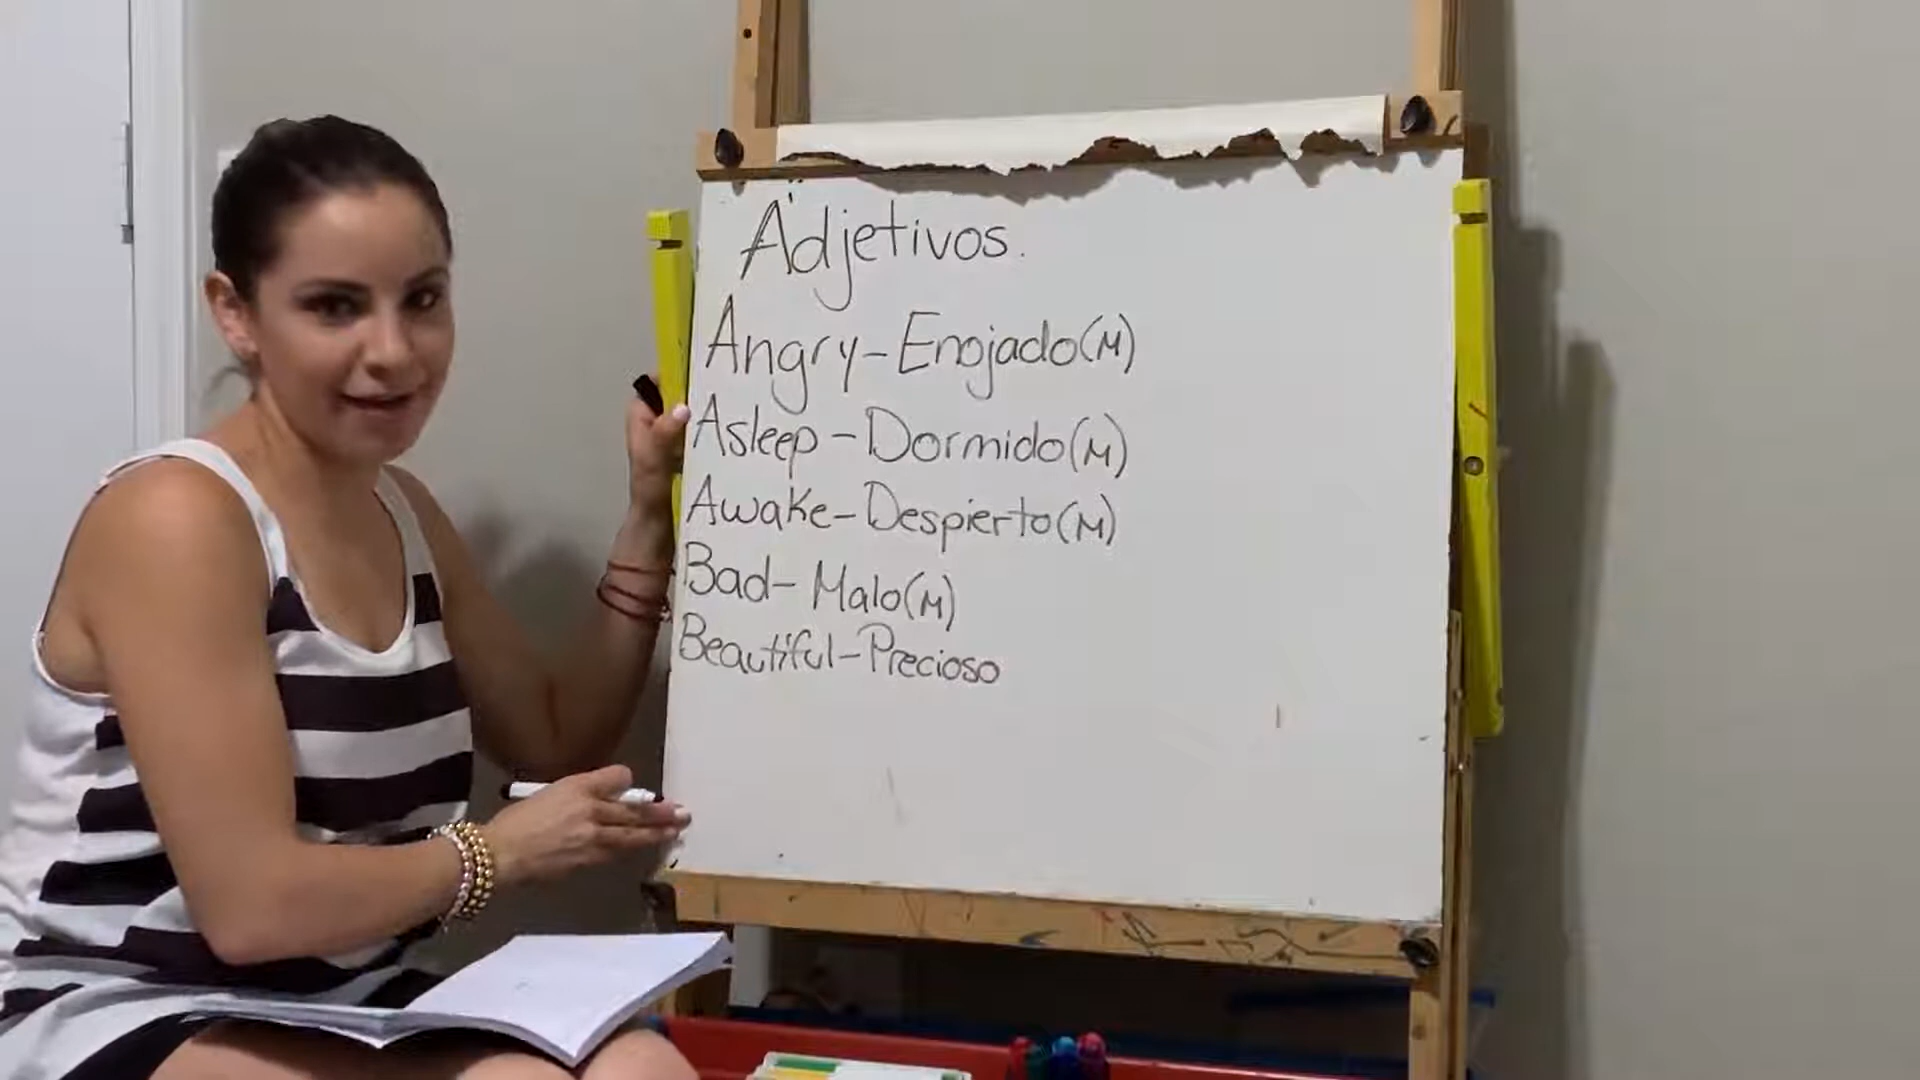 Adjetivos.
Angry-Enojado(M)
Asleep-Dormido(M)
Awake-Despierto(M)
Bad-Malo(M)
Beautiful-Precioso